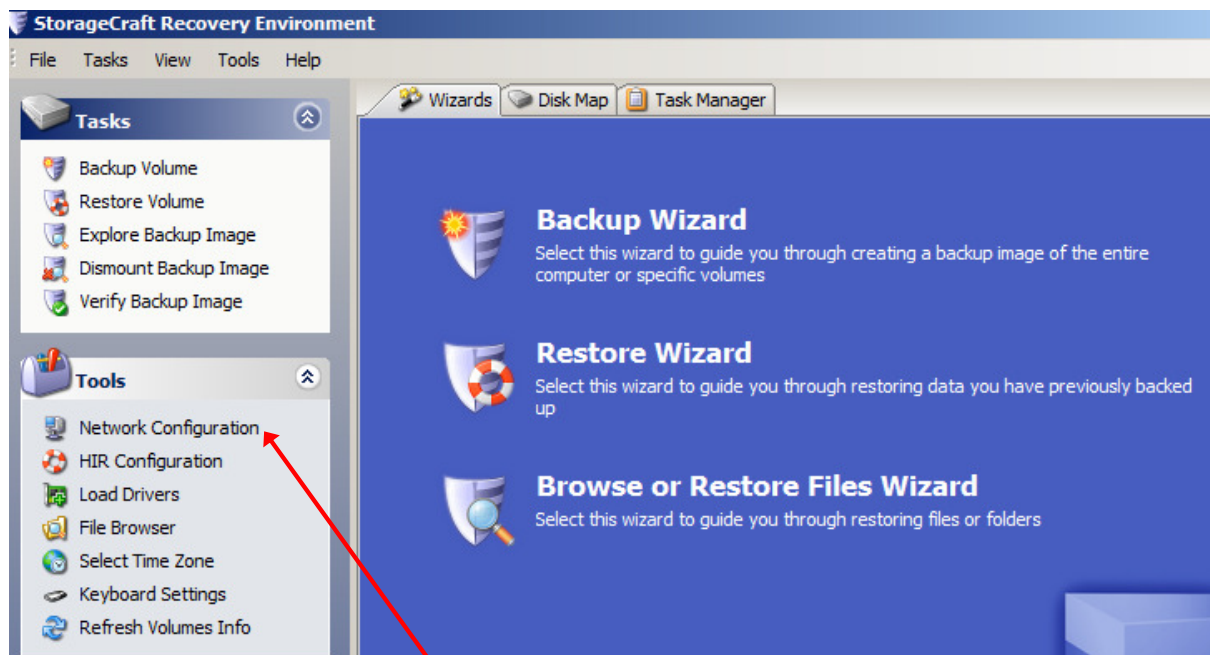 StorageCraft Recovery Environment
File Tasks View Tools Help
Wizards Disk Map Task Manager
Tasks
Backup Volume
Restore Volume
Explore Backup Image
Dismount Backup Image
Verify Backup Image
Tools
Network Configuration
HIR Configuration
Load Drivers
File Browser
Select Time Zone
Keyboard Settings
Refresh Volumes Info
Backup Wizard
Select this wizard to guide you through creating a backup image of the entire
computer or specific volumes
Restore Wizard
Select this wizard to guide you through restoring data you have previously backed
up
Browse or Restore Files Wizard
Select this wizard to guide you through restoring files or folders